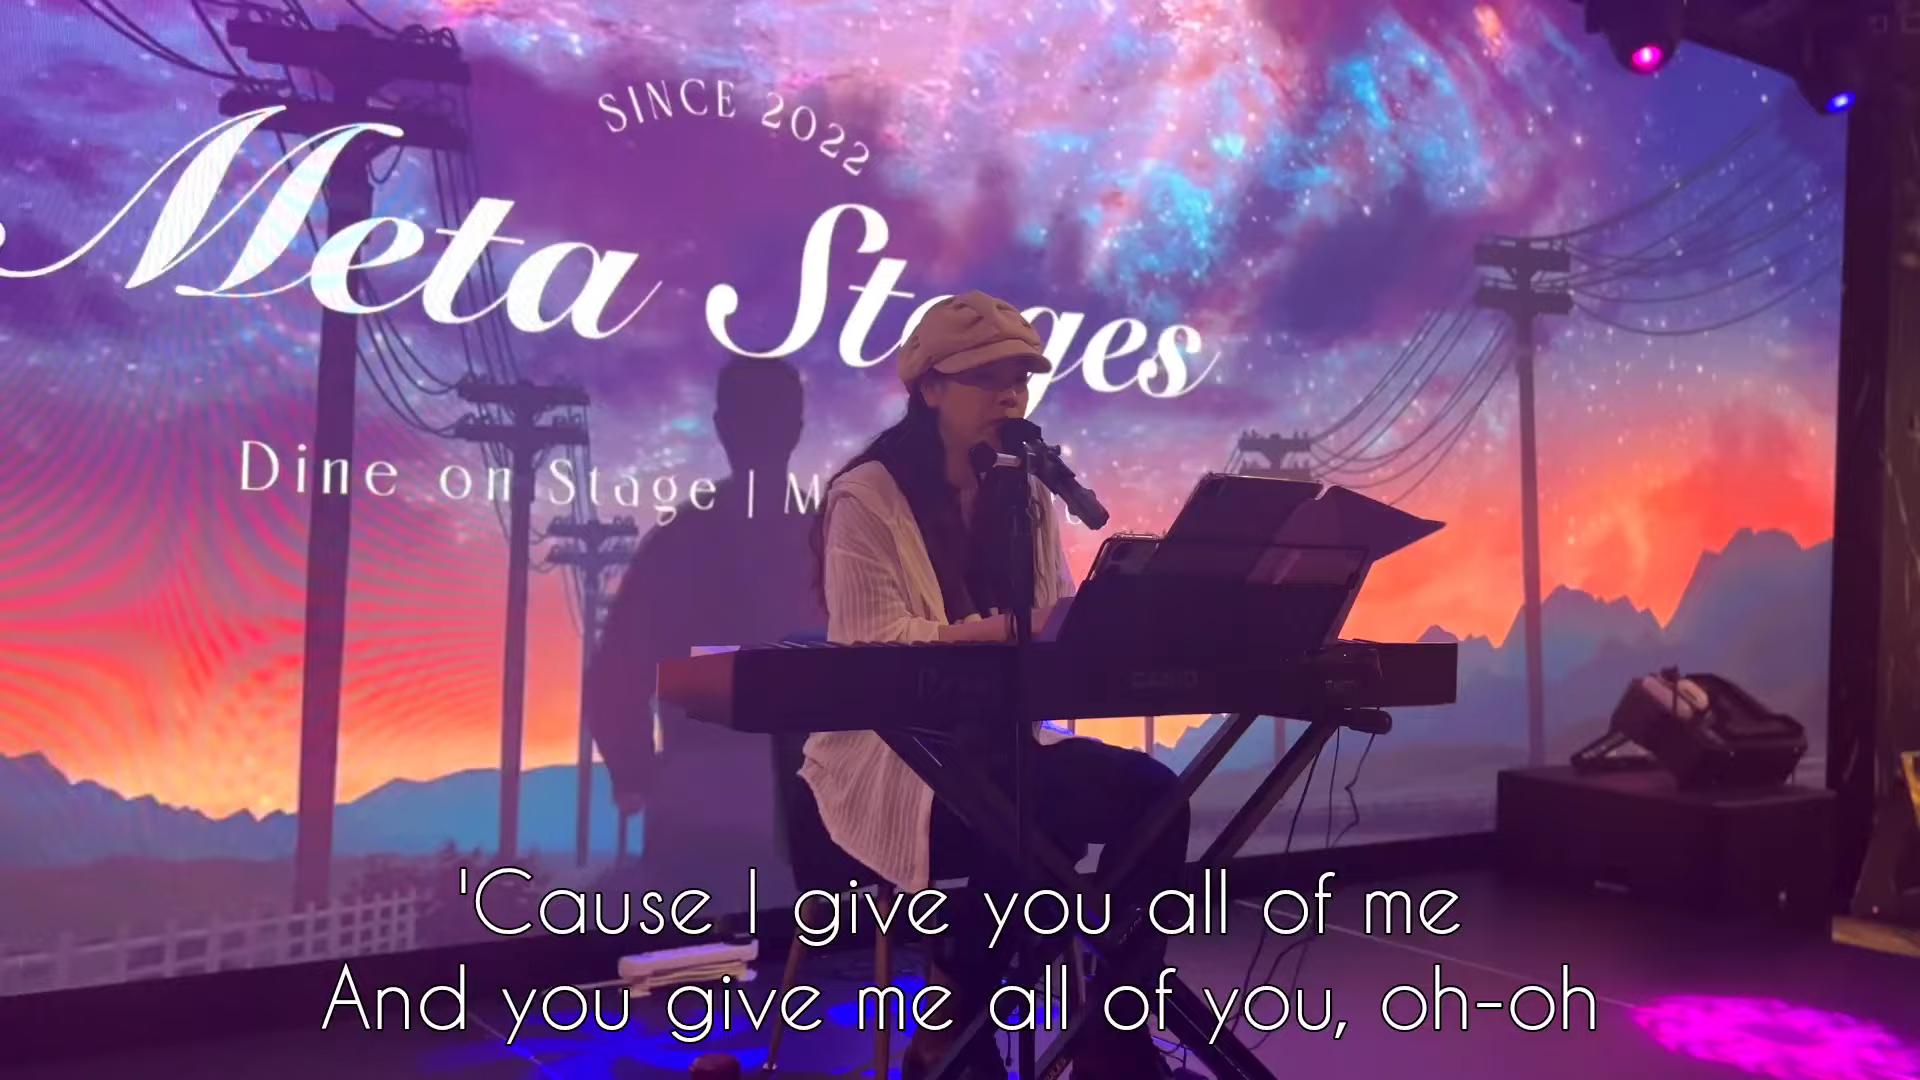 SINCE 2022
Meta Stages
Dine on Stage | M
CASIO
'Cause I give you all of me
And you give me all of you, oh-oh